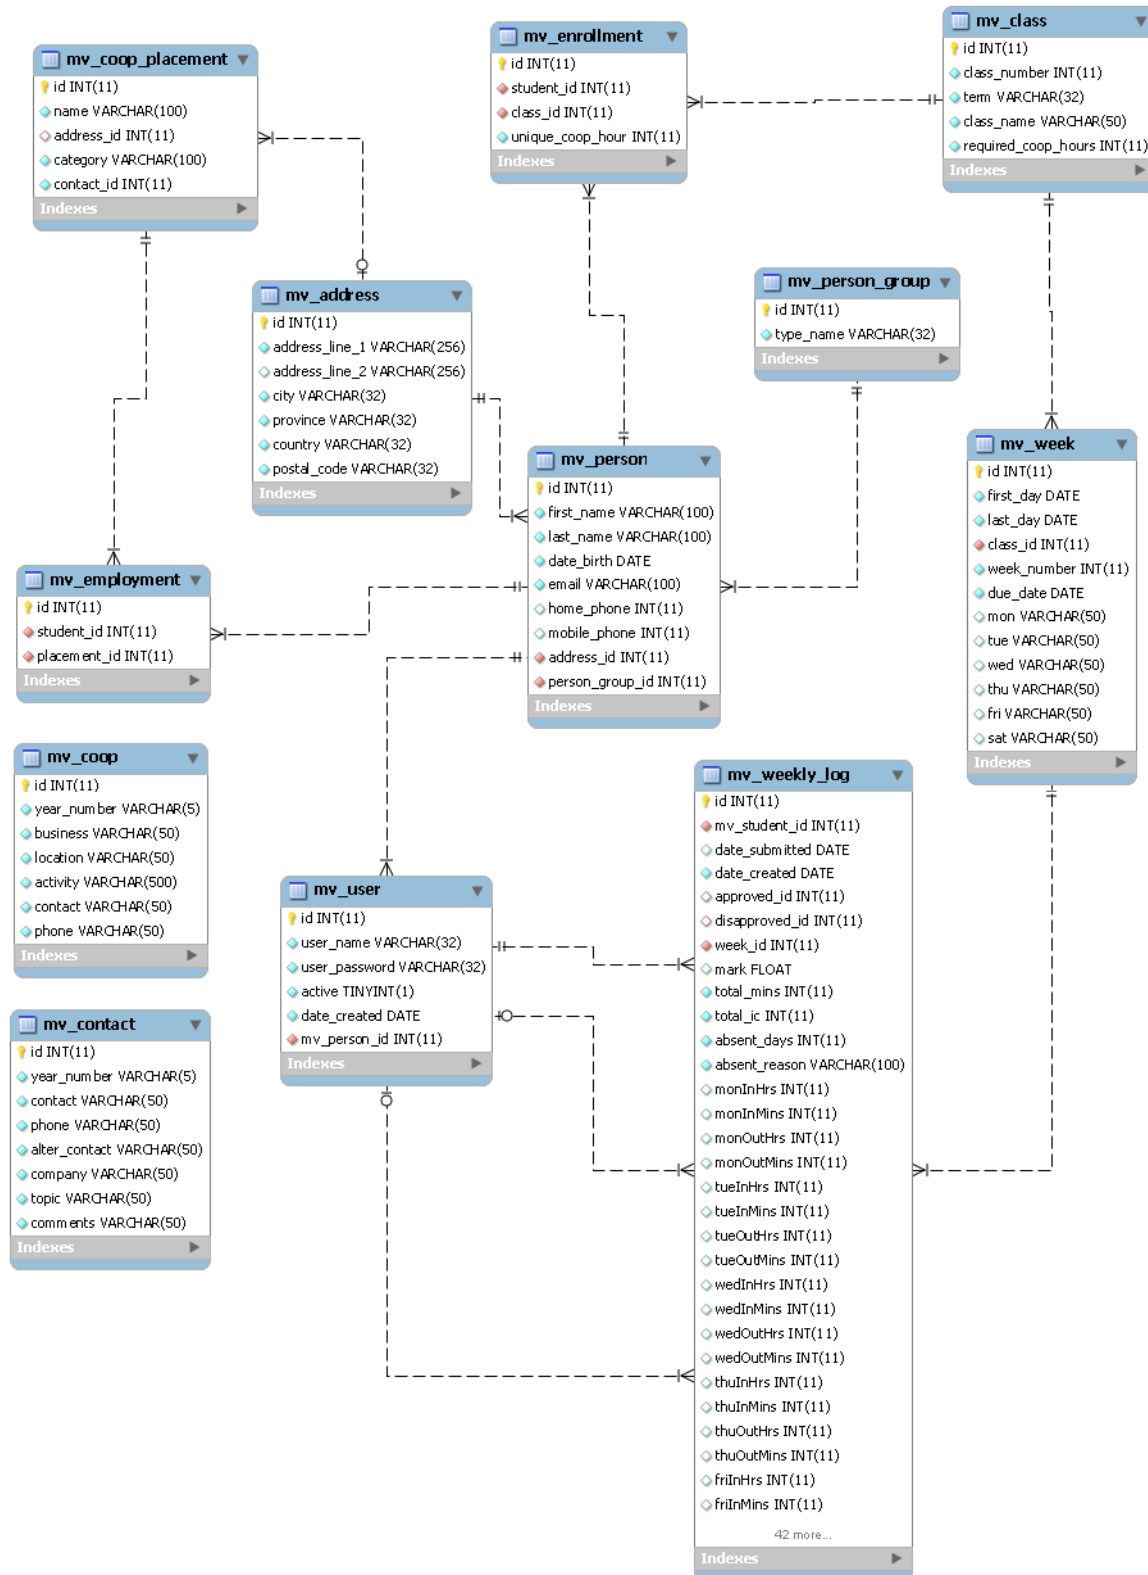 mv_coop_placement
id INT(11)
name VARCHAR(100)
address_id INT(11)
category VARCHAR(100)
contact_id INT(11)
Indexes
mv_enrollment
id INT(11)
student_id INT(11)
class_id INT(11)
unique_coop_hour INT(11)
Indexes
mv_class
id INT(11)
class_number INT(11)
term VARCHAR(32)
class_name VARCHAR(50)
required_coop_hours INT(11)
Indexes
mv_address
id INT(11)
address_line_1 VARCHAR(256)
address_line_2 VARCHAR(256)
city VARCHAR(32)
province VARCHAR(32)
country VARCHAR(32)
postal_code VARCHAR(32)
Indexes
mv_person_group
id INT(11)
type_name VARCHAR(32)
Indexes
mv_person
id INT(11)
first_name VARCHAR(100)
last_name VARCHAR(100)
date_birth DATE
email VARCHAR(100)
home_phone INT(11)
mobile_phone INT(11)
address_id INT(11)
person_group_id INT(11)
Indexes
mv_week
id INT(11)
first_day DATE
last_day DATE
class_id INT(11)
week_number INT(11)
due_date DATE
mon VARCHAR(50)
tue VARCHAR(50)
wed VARCHAR(50)
thu VARCHAR(50)
fri VARCHAR(50)
sat VARCHAR(50)
Indexes
mv_employment
id INT(11)
student_id INT(11)
placement_id INT(11)
Indexes
mv_coop
id INT(11)
year_number VARCHAR(5)
business VARCHAR(50)
location VARCHAR(50)
activity VARCHAR(500)
contact VARCHAR(50)
phone VARCHAR(50)
Indexes
mv_contact
id INT(11)
year_number VARCHAR(5)
contact VARCHAR(50)
phone VARCHAR(50)
alter_contact VARCHAR(50)
company VARCHAR(50)
topic VARCHAR(50)
comments VARCHAR(50)
Indexes
mv_user
id INT(11)
user_name VARCHAR(32)
user_password VARCHAR(32)
active TINYINT(1)
date_created DATE
mv_person_id INT(11)
Indexes
mv_weekly_log
id INT(11)
mv_student_id INT(11)
date_submitted DATE
date_created DATE
approved_id INT(11)
disapproved_id INT(11)
week_id INT(11)
mark FLOAT
total_mins INT(11)
total_ic INT(11)
absent_days INT(11)
absent_reason VARCHAR(100)
monInHrs INT(11)
monInMins INT(11)
monOutHrs INT(11)
monOutMins INT(11)
tueInHrs INT(11)
tueInMins INT(11)
tueOutHrs INT(11)
tueOutMins INT(11)
wedInHrs INT(11)
wedInMins INT(11)
wedOutHrs INT(11)
wedOutMins INT(11)
thuInHrs INT(11)
thuInMins INT(11)
thuOutHrs INT(11)
thuOutMins INT(11)
friInHrs INT(11)
friInMins INT(11)
42 more...
Indexes